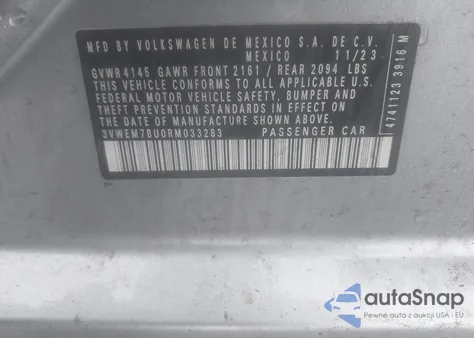 MFD BY VOLKSWAGEN DE MEXICO S.A. DE C.V.
MEXICO 11/23
GVWR 4145 GAWR FRONT 2161 / REAR 2094 LBS
THIS VEHICLE CONFORMS TO ALL APPLICABLE U.S.
FEDERAL MOTOR VEHICLE SAFETY, BUMPER AND
THEFT PREVENTION STANDARDS IN EFFECT ON THE
DATE OF MANUFACTURE SHOWN ABOVE.
3VWEM7BU0RM033283 PASSENGER CAR
4741123 3916 M
autoSnap
Pewne auta z aukcji USA - EU